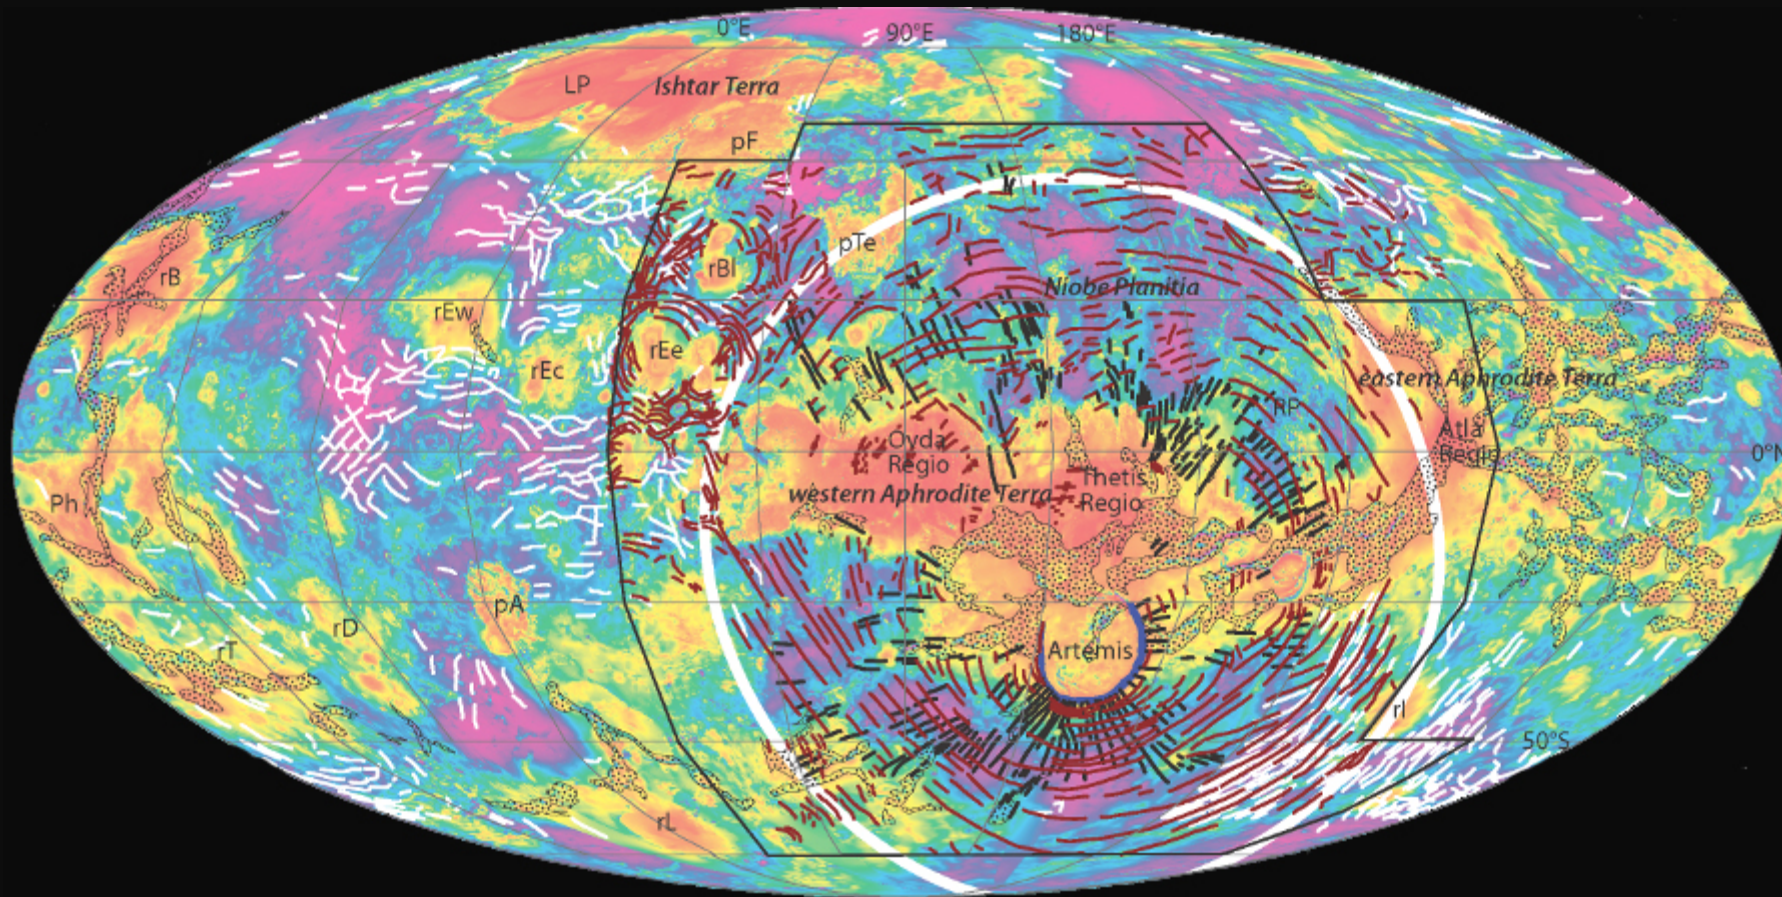 0°E
90°E
180°E
LP
Ishtar Terra
pF
pTe
rBl
rB
Niobe Planitia
rEw
rEe
rEc
eastern Aphrodite Terra
RP
Ovda
Regio
Atla
Regio
0°N
Thetis
Regio
western Aphrodite Terra
Ph
pA
rD
rT
Artemis
rI
50°S
rL